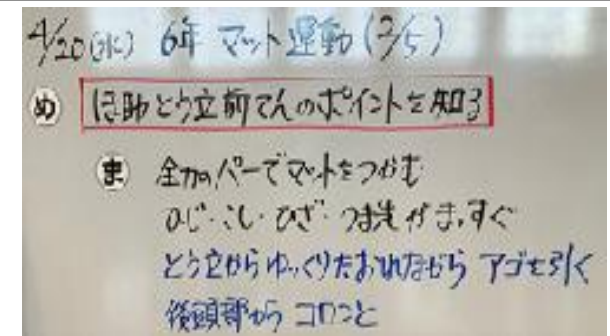 4/20(水) 6年 マット運動 (2/5)
め ほ助とう立前てんのポイントを知る
ま 全力のパーでマットをつかむ
ひじ・こし・ひざ・つま先がまっすぐ
とう立からゆっくりたおれながら アゴを引く
後頭部から コロンと